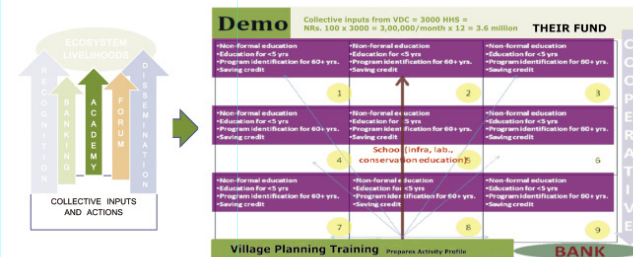 ECOSYSTEM
LIVELIHOODS
RECOGNITION
BANKING
ACADEMY
FORUM
DISSEMINATION
COLLECTIVE INPUTS
AND ACTIONS
Demo
Collective inputs from VDC = 3000 HHS =
NRs. 100 x 3000 = 3,00,000/month x 12 = 3.6 million
THEIR FUND
•Non-formal education
•Education for <5 yrs
•Program identification for 60+ yrs.
•Saving credit
1
•Non-formal education
•Education for <5 yrs
•Program identification for 60+ yrs.
•Saving credit
2
•Non-formal education
•Education for <5 yrs
•Program identification for 60+ yrs.
•Saving credit
3
•Non-formal education
•Education for <5 yrs
•Program identification for 60+ yrs.
•Saving credit
4
•Non-formal education
•Education for <5 yrs
•Program identification for 60+ yrs.
•Saving credit
5
•Non-formal education
•Education for <5 yrs
•Program identification for 60+ yrs.
•Saving credit
6
School (infra, lab.,
conservation education)
•Non-formal education
•Education for <5 yrs
•Program identification for 60+ yrs.
•Saving credit
7
•Non-formal education
•Education for <5 yrs
•Program identification for 60+ yrs.
•Saving credit
8
•Non-formal education
•Education for <5 yrs
•Program identification for 60+ yrs.
•Saving credit
9
COOPERATIVE
Village Planning Training Prepares Activity Profile
BANK